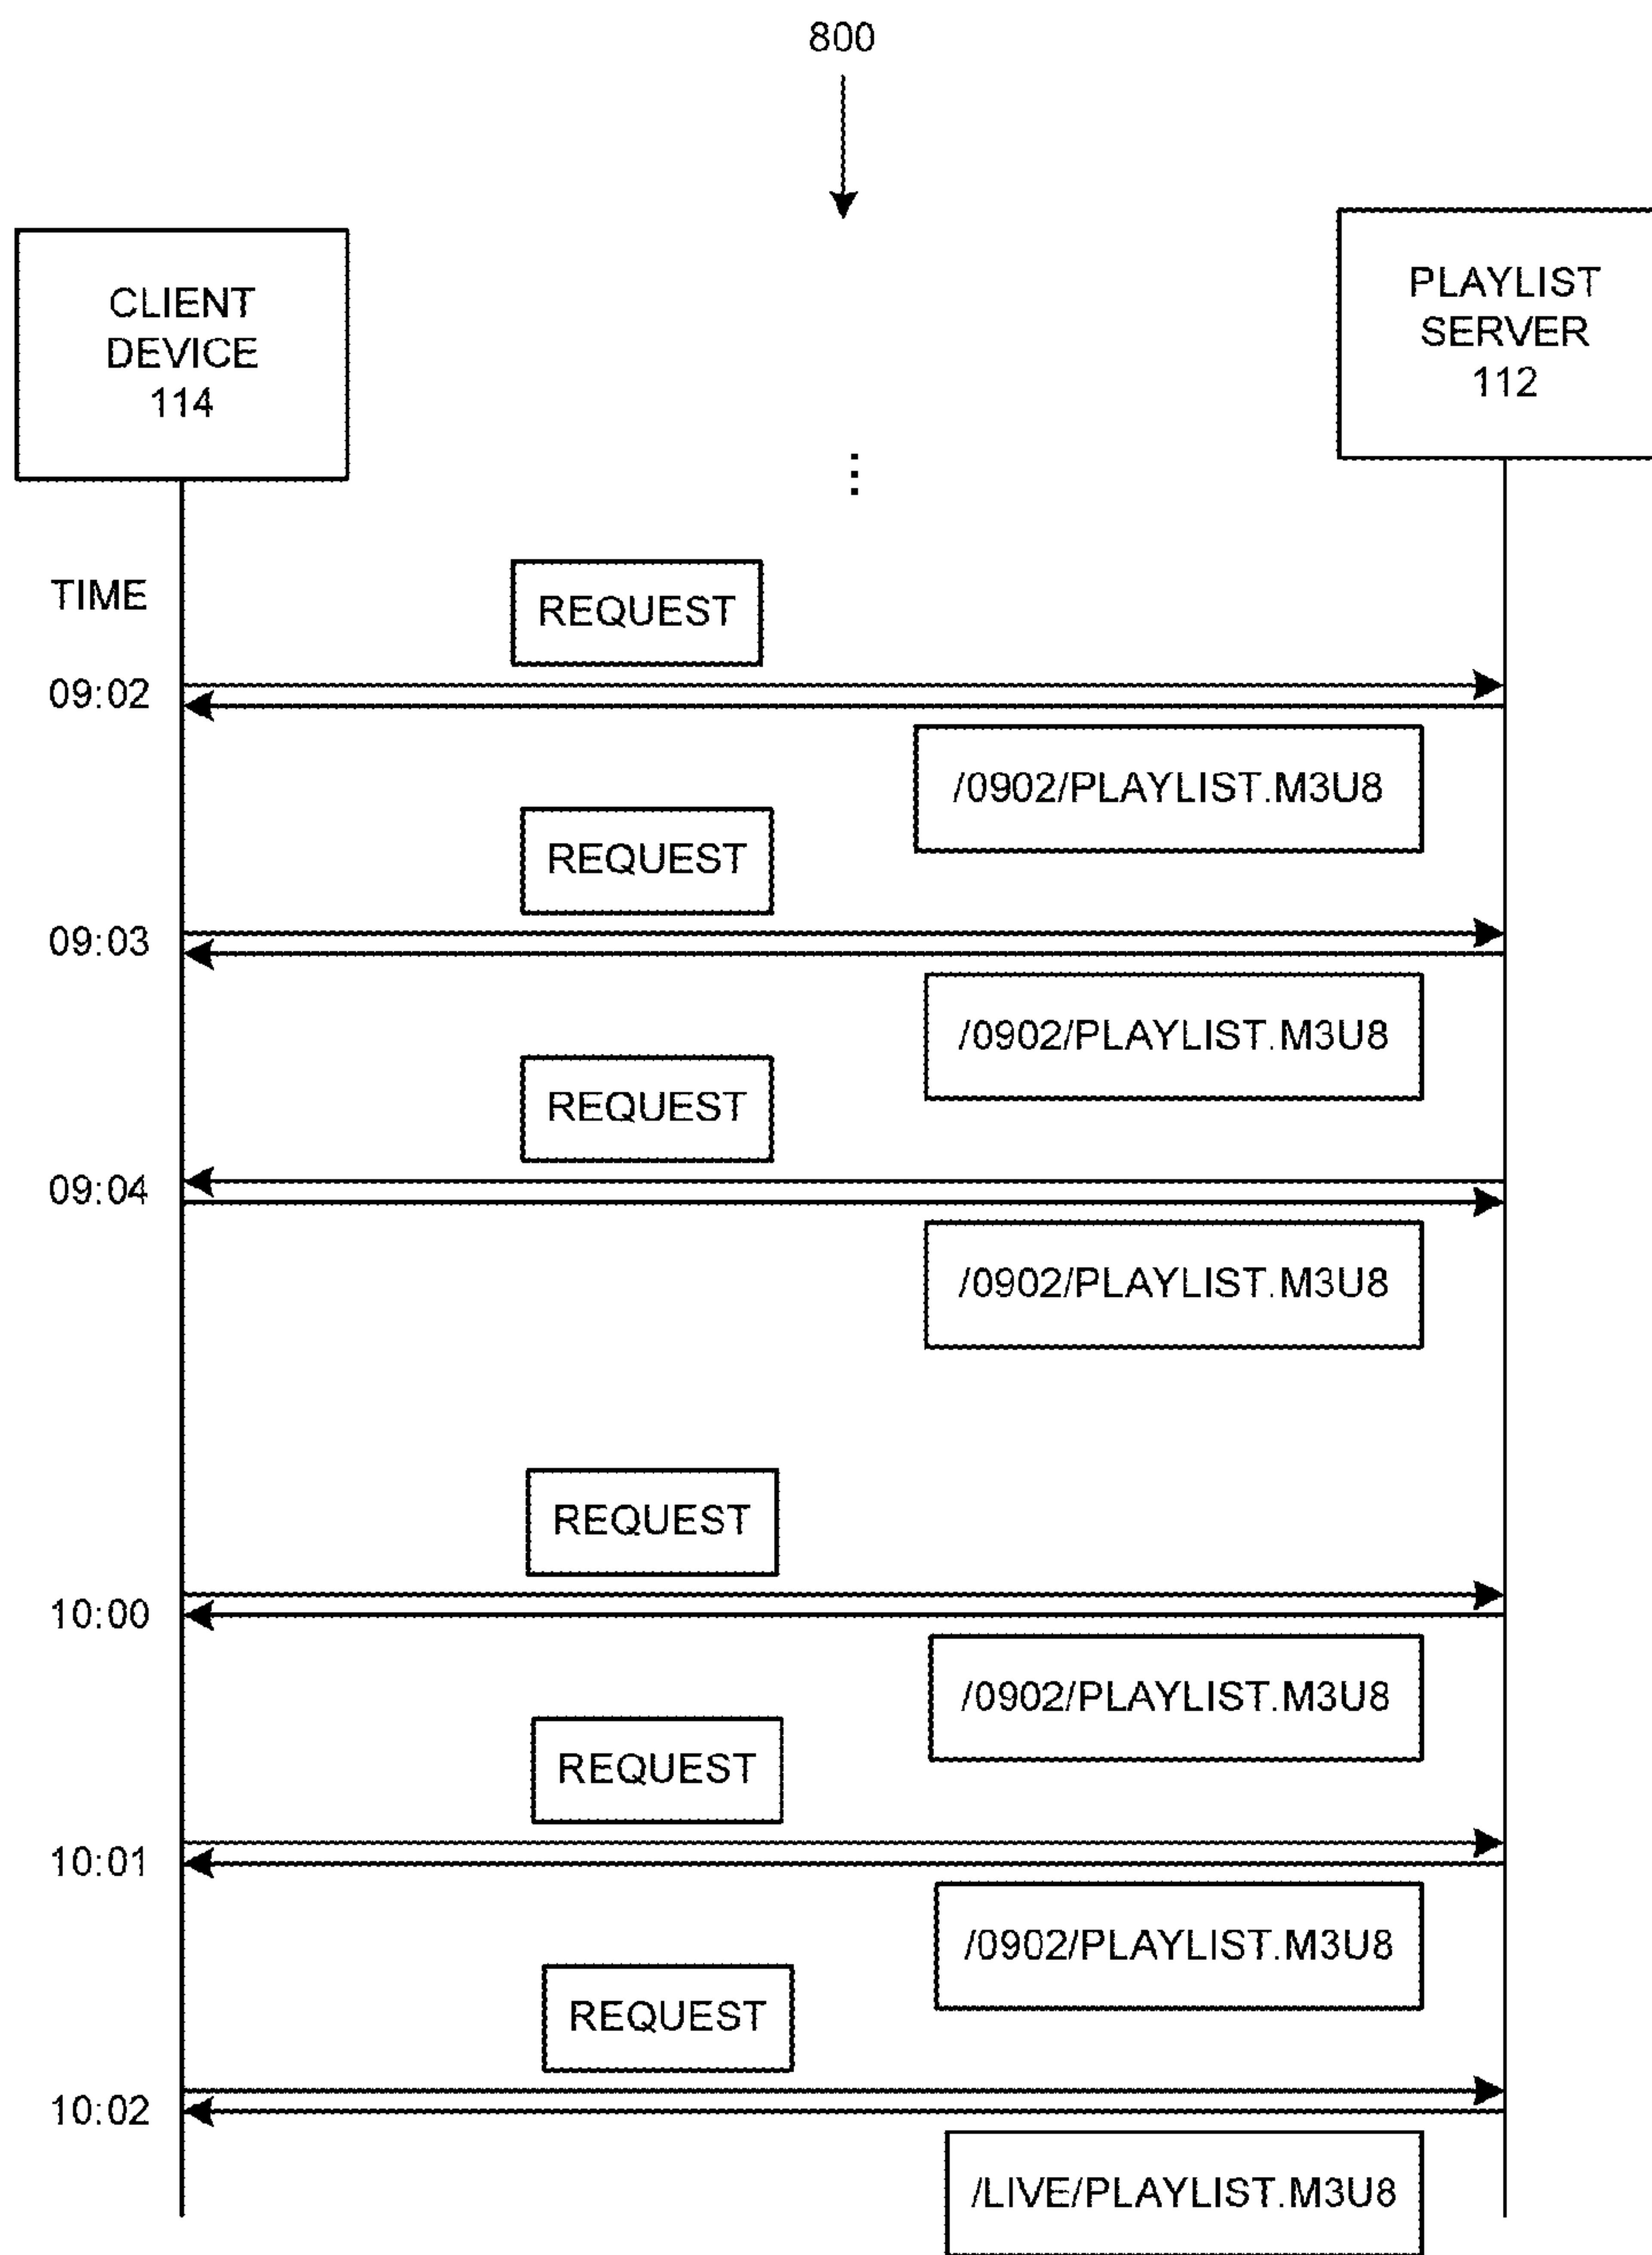 800
CLIENT
DEVICE
114
PLAYLIST
SERVER
112
⋮
TIME
REQUEST
09:02
/0902/PLAYLIST.M3U8
REQUEST
09:03
/0902/PLAYLIST.M3U8
REQUEST
09:04
/0902/PLAYLIST.M3U8
REQUEST
10:00
/0902/PLAYLIST.M3U8
REQUEST
10:01
/0902/PLAYLIST.M3U8
REQUEST
10:02
/LIVE/PLAYLIST.M3U8